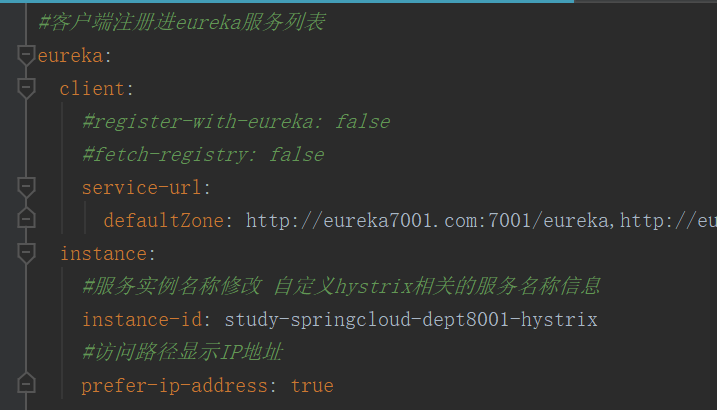 #客户端注册进eureka服务列表
eureka:
client:
#register-with-eureka: false
#fetch-registry: false
service-url:
defaultZone: http://eureka7001.com:7001/eureka,http://eu
instance:
#服务实例名称修改 自定义hystrix相关的服务名称信息
instance-id: study-springcloud-dept8001-hystrix
#访问路径显示IP地址
prefer-ip-address: true